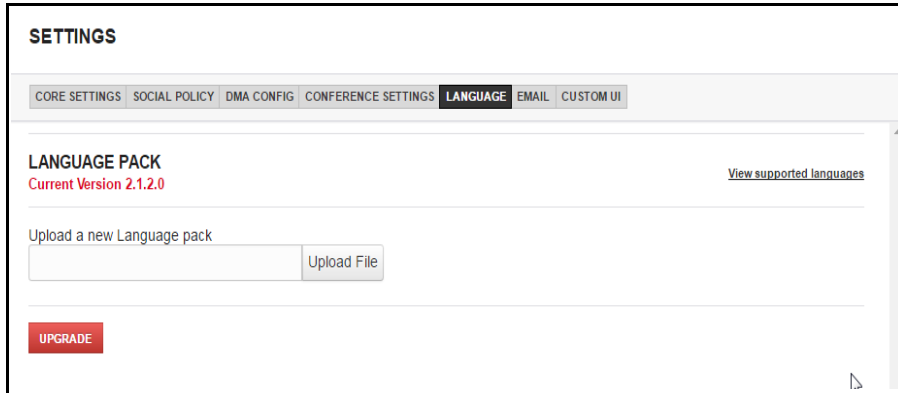 SETTINGS
CORE SETTINGS SOCIAL POLICY DMA CONFIG CONFERENCE SETTINGS LANGUAGE EMAIL CUSTOM UI
LANGUAGE PACK
Current Version 2.1.2.0
View supported languages
Upload a new Language pack
Upload File
UPGRADE